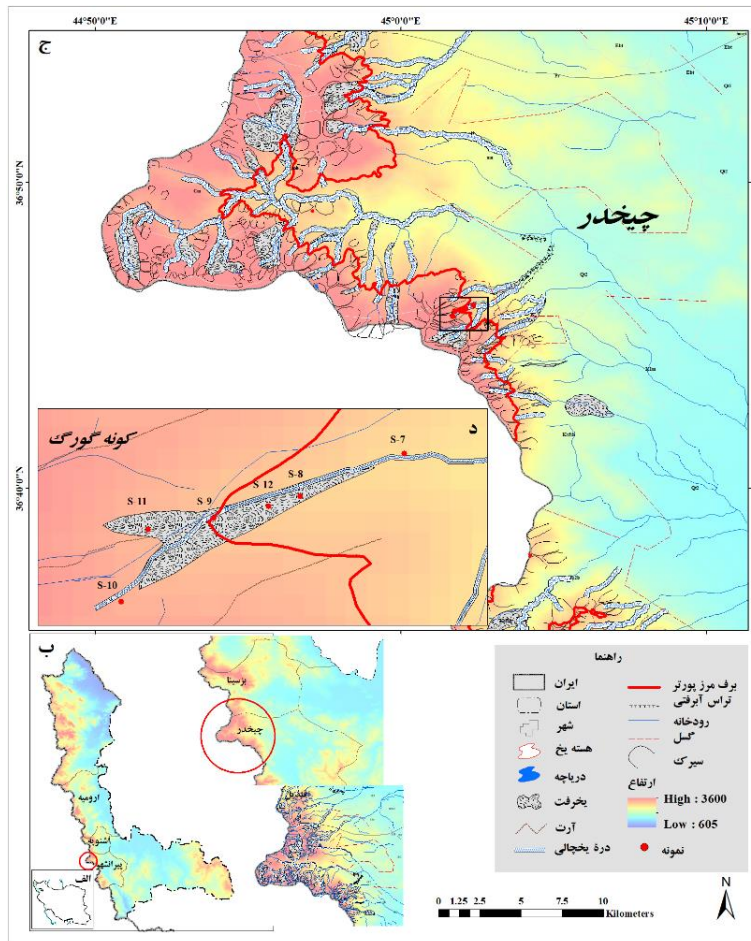 44°50'0"E
45°0'0"E
45°10'0"E
ج
36°50'0"N
چیخدر
36°40'0"N
کونه گورگ
د
S-7
S-8
S-12
S-9
S-11
S-10
ب
برسینا
چیخدر
ارومیه
اشنویه
پیرانشهر
الف
قندیل
راهنما
ایران
استان
شهر
هسته یخ
دریاچه
یخرفت
آرت
درۀ یخچالی
برف مرز پورتر
تراس آبرفتی
رودخانه
گسل
سیرک
ارتفاع
High : 3600
Low : 605
نمونه
N
0 1.25 2.5 5 7.5 10
Kilometers